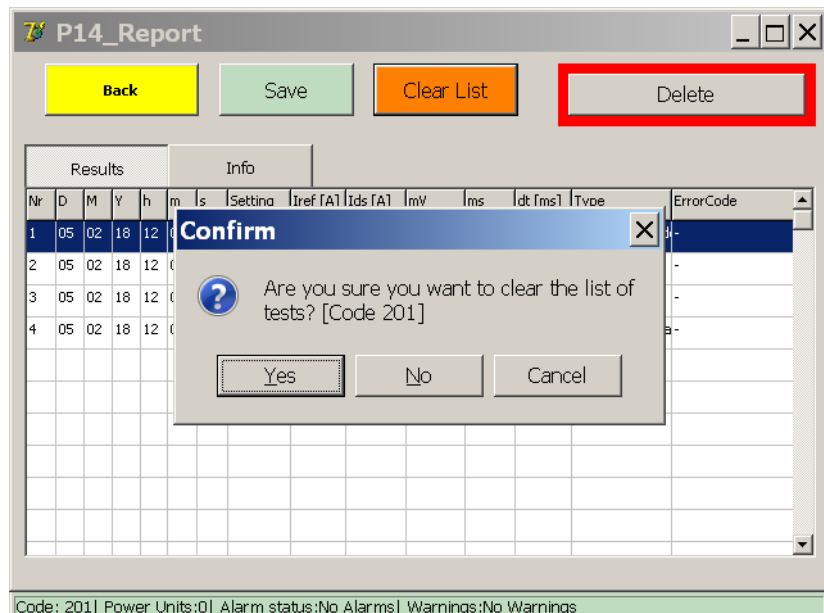 P14_Report
Back Save Clear List Delete
Results Info
Nr D M Y h m s Setting Iref [A] Ids [A] mV ms dt [ms] Type ErrorCode
Confirm
1 05 02 18 12 -
Are you sure you want to clear the list of
2 05 02 18 12 -
tests? [Code 201]
3 05 02 18 12 -
4 05 02 18 12 -
Yes No Cancel
Code: 201| Power Units:0| Alarm status:No Alarms| Warnings:No Warnings